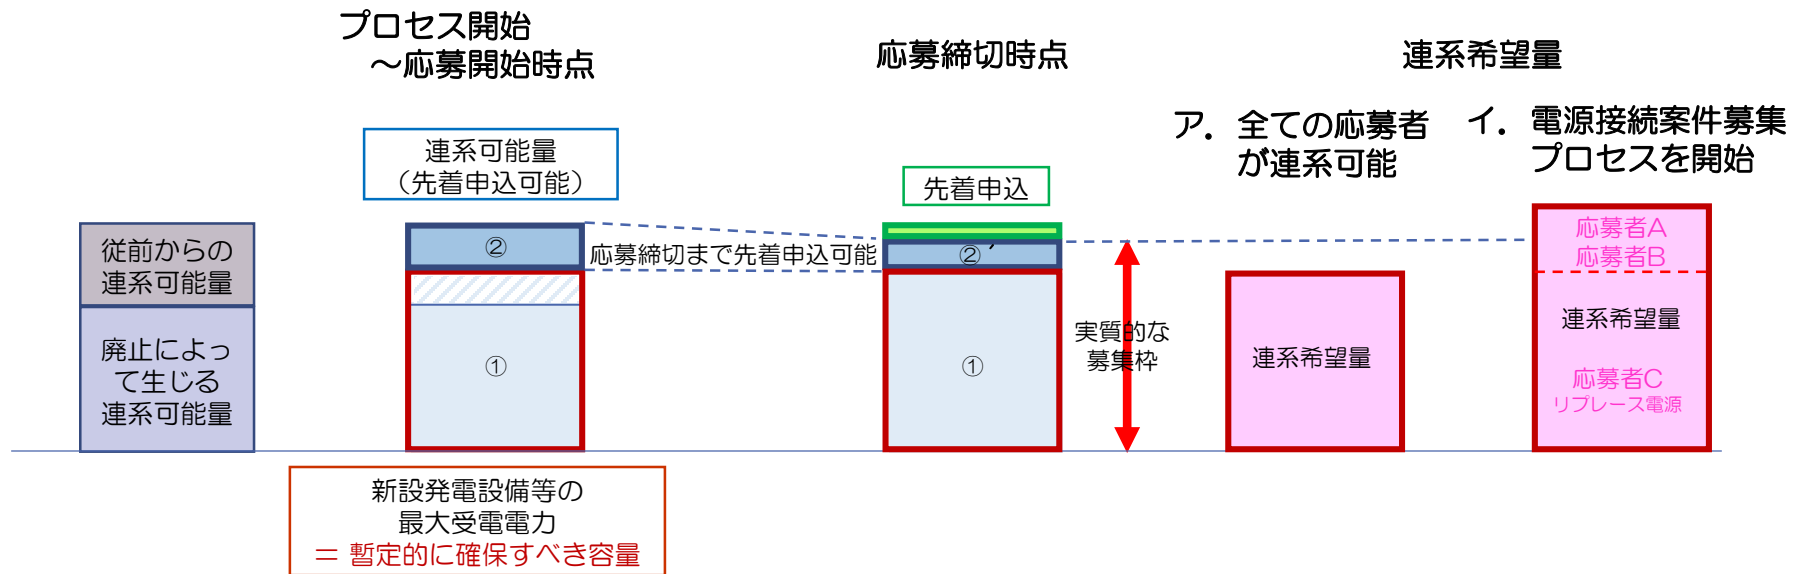 プロセス開始
～応募開始時点
応募締切時点
連系希望量
ア．全ての応募者
が連系可能
イ．電源接続案件募集
プロセスを開始
連系可能量
（先着申込可能）
先着申込
従前からの
連系可能量
廃止によっ
て生じる
連系可能量
②
①
応募締切まで先着申込可能
②’
①
実質的な
募集枠
連系希望量
応募者A
応募者B
連系希望量
応募者C
リプレース電源
新設発電設備等の
最大受電電力
＝ 暫定的に確保すべき容量